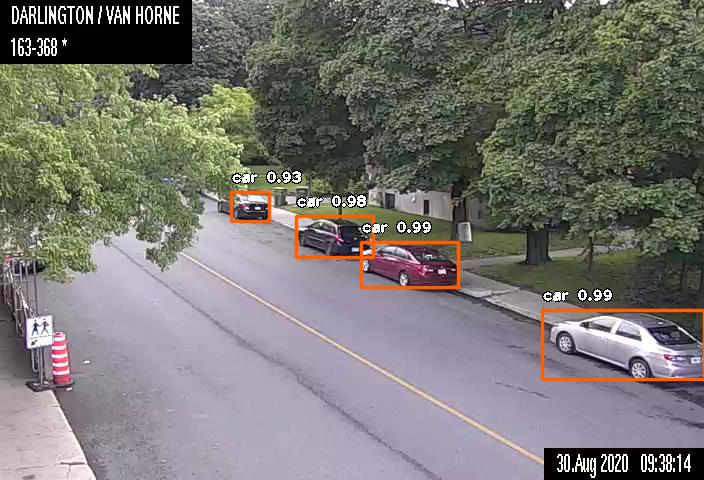 DARLINGTON / VAN HORNE
163-368 *
car 0.93
car 0.98
car 0.99
car 0.99
30.Aug 2020 09:38:14